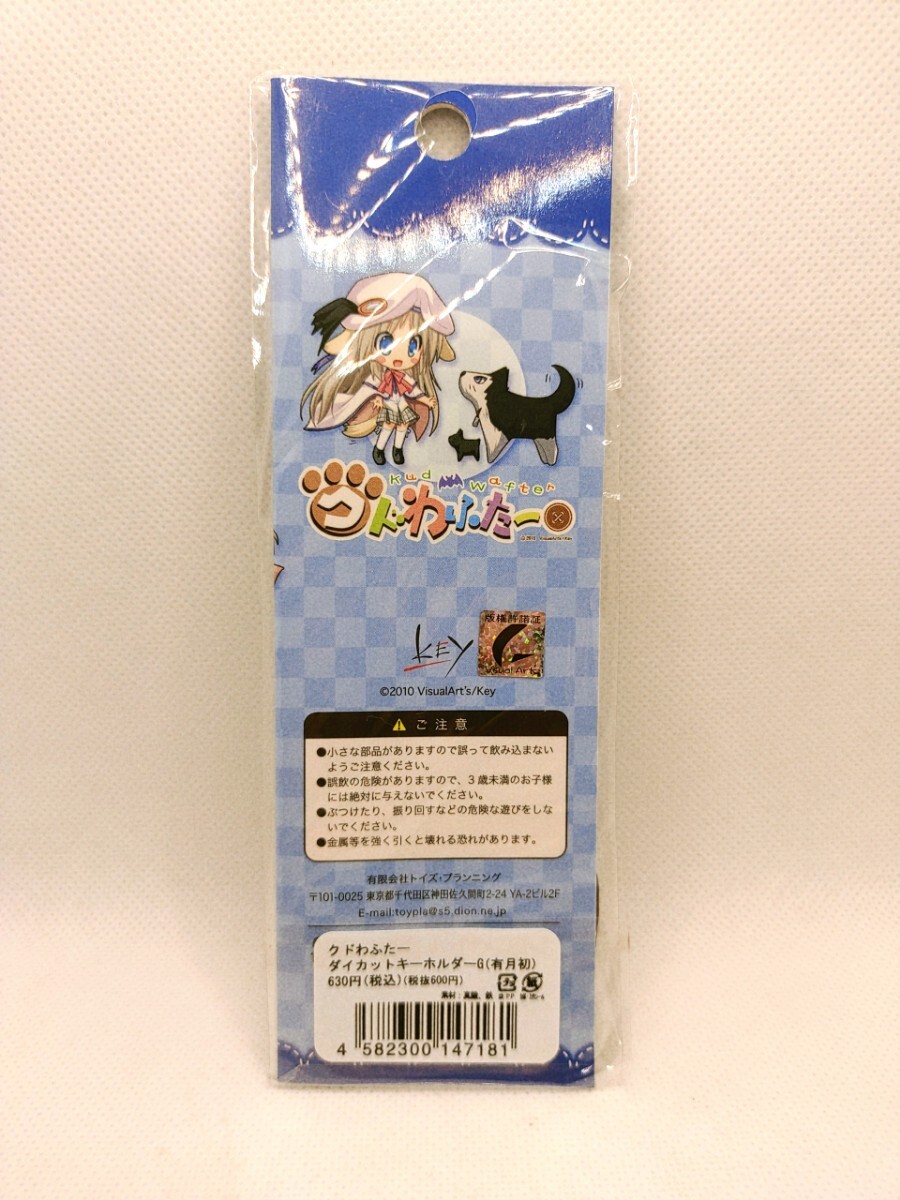 Kud Wafter
クドわふたー
©2010 VisualArt's/Key
Key
版権許諾証
Visual Art's
©2010 VisualArt's/Key
ご注意
●小さな部品がありますので誤って飲み込まない
ようご注意ください。
●誤飲の危険がありますので、3歳未満のお子様
には絶対に与えないでください。
●ぶつけたり、振り回すなどの危険な遊びをしな
いでください。
●金属等を強く引くと壊れる恐れがあります。
有限会社トイズ・プランニング
〒101-0025 東京都千代田区神田佐久間町2-24 YA-2ビル2F
E-mail:toypla@s5.dion.ne.jp
クドわふたー
ダイカットキーホルダーG(有月初)
630円(税込)(税抜600円)
4 582300 147181